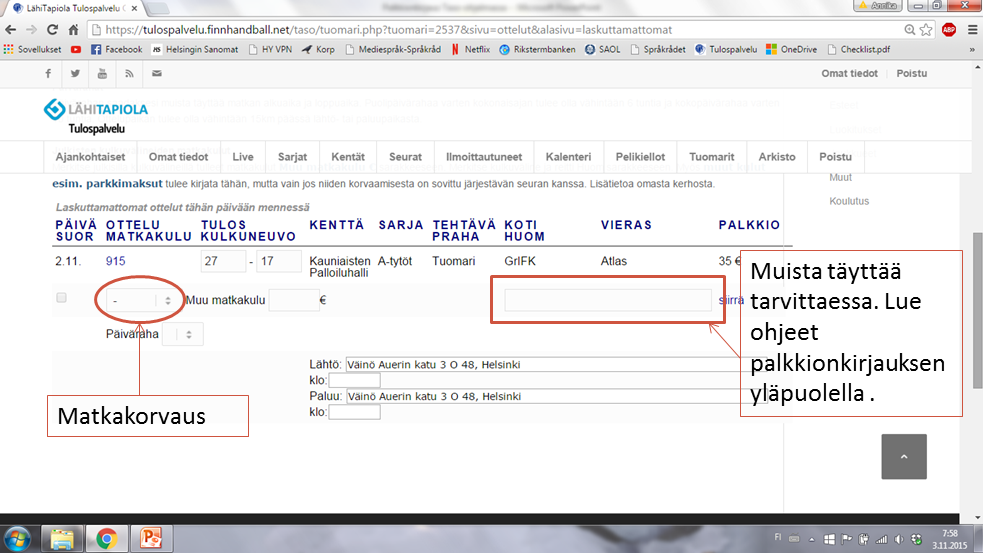 LähiTapiola Tulospalvelu
Annika
https://tulospalvelu.finnhandball.net/taso/tuomari.php?tuomari=2537&sivu=ottelut&alasivu=laskuttamattomat
Sovellukset Facebook Helsingin Sanomat HY VPN Korp Mediespråk-Språkråd Netflix Rikstermbanken SAOL Språkrådet Tulospalvelu OneDrive Checklist.pdf »
Omat tiedot Poistu
LÄHITAPIOLA
Tulospalvelu
Ajankohtaiset Omat tiedot Live Sarjat Kentät Seurat Ilmoittautuneet Kalenteri Pelikiellot Tuomarit Arkisto Poistu
Muut
esim. parkkimaksut tulee kirjata tähän, mutta vain jos niiden korvaamisesta on sovittu järjestävän seuran kanssa. Lisätietoa omasta kerhosta.
Koulutus
Laskuttamattomat ottelut tähän päivään mennessä
PÄIVÄ OTTELU TULOS KENTTÄ SARJA TEHTÄVÄ KOTI VIERAS PALKKIO
SUOR MATKAKULU KULKUNEUVO PRAHA HUOM
2.11. 915 27 - 17 Kauniaisten A-tytöt Tuomari GrIFK Atlas 35 €
Palloiluhalli
- Muu matkakulu € siirrä
Päiväraha
Lähtö: Väinö Auerin katu 3 O 48, Helsinki
klo:
Paluu: Väinö Auerin katu 3 O 48, Helsinki
klo:
Matkakorvaus
Muista täyttää
tarvittaessa. Lue
ohjeet
palkkionkirjauksen
yläpuolella .
FI
7:58
3.11.2015